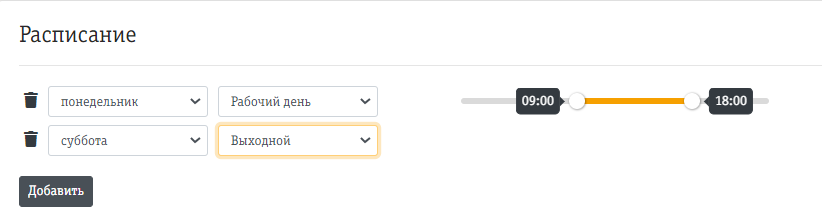 Расписание
понедельник Рабочий день 09:00 18:00
суббота Выходной
Добавить